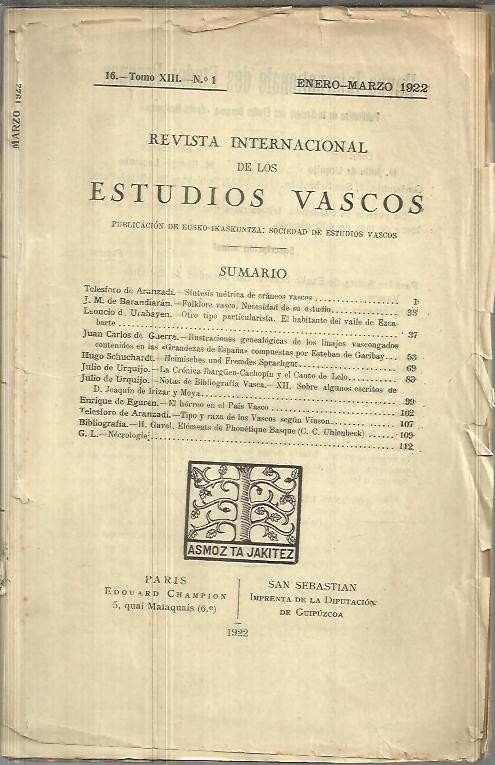 16.—Tomo XIII.—N.º 1
ENERO-MARZO 1922
MARZO 1922
REVISTA INTERNACIONAL
DE LOS
ESTUDIOS VASCOS
PUBLICACIÓN DE EUSKO-IKASKUNTZA: SOCIEDAD DE ESTUDIOS VASCOS
SUMARIO
Telesforo de Aranzadi.—Síntesis métrica de cráneos vascos ........ 1
J. M. de Barandiarán.—Folklore vasco. Necesidad de su estudio ........ 33
Leoncio d. Urabayen.—Otro tipo particularista. El habitante del valle de Ezca-
barte ........ 37
Juan Carlos de Guerra.—Ilustraciones genealógicas de los linajes vascongados
contenidos en las «Grandezas de España» compuestas por Esteban de Garibay ... 53
Hugo Schuchardt.—Heimisches und Fremdes Sprachgut ........ 69
Julio de Urquijo.—La Crónica Ibargüen-Cachopín y el Canto de Lelo ........ 83
Julio de Urquijo.—Notas de Bibliografía Vasca.—XII. Sobre algunos escritos de
D. Joaquín de Irizar y Moya ........ 99
Enrique de Eguren.—El hórreo en el País Vasco ........ 102
Telesforo de Aranzadi.—Tipo y raza de los Vascos según Vinson ........ 107
Bibliografía.—H. Gavel, Eléments de Phonétique Basque (C. C. Uhlenbeck) ...... 109
G. L.—Nécrologie ........ 112
ASMOZ TA JAKITEZ
PARIS
EDOUARD CHAMPION
5, quai Malaquais (6.e)
SAN SEBASTIAN
IMPRENTA DE LA DIPUTACIÓN
DE GUIPÚZCOA
1922